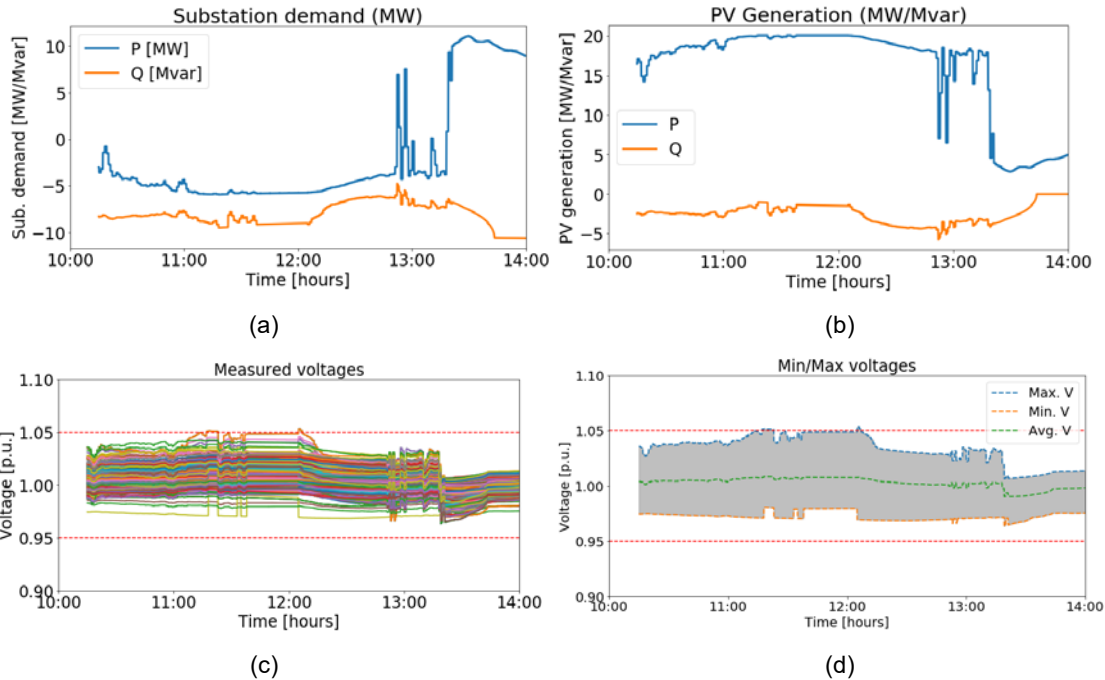 Substation demand (MW)
Sub. demand [MW/Mvar]
10
5
0
−5
−10
P [MW]
Q [Mvar]
10:00 11:00 12:00 13:00 14:00
Time [hours]
(a)
PV Generation (MW/Mvar)
PV generation [MW/Mvar]
20
15
10
5
0
−5
P
Q
10:00 11:00 12:00 13:00 14:00
Time [hours]
(b)
Measured voltages
Voltage [p.u.]
1.10
1.05
1.00
0.95
0.90
10:00 11:00 12:00 13:00 14:00
Time [hours]
(c)
Min/Max voltages
Voltage [p.u.]
1.10
1.05
1.00
0.95
0.90
Max. V
Min. V
Avg. V
10:00 11:00 12:00 13:00 14:00
Time [hours]
(d)